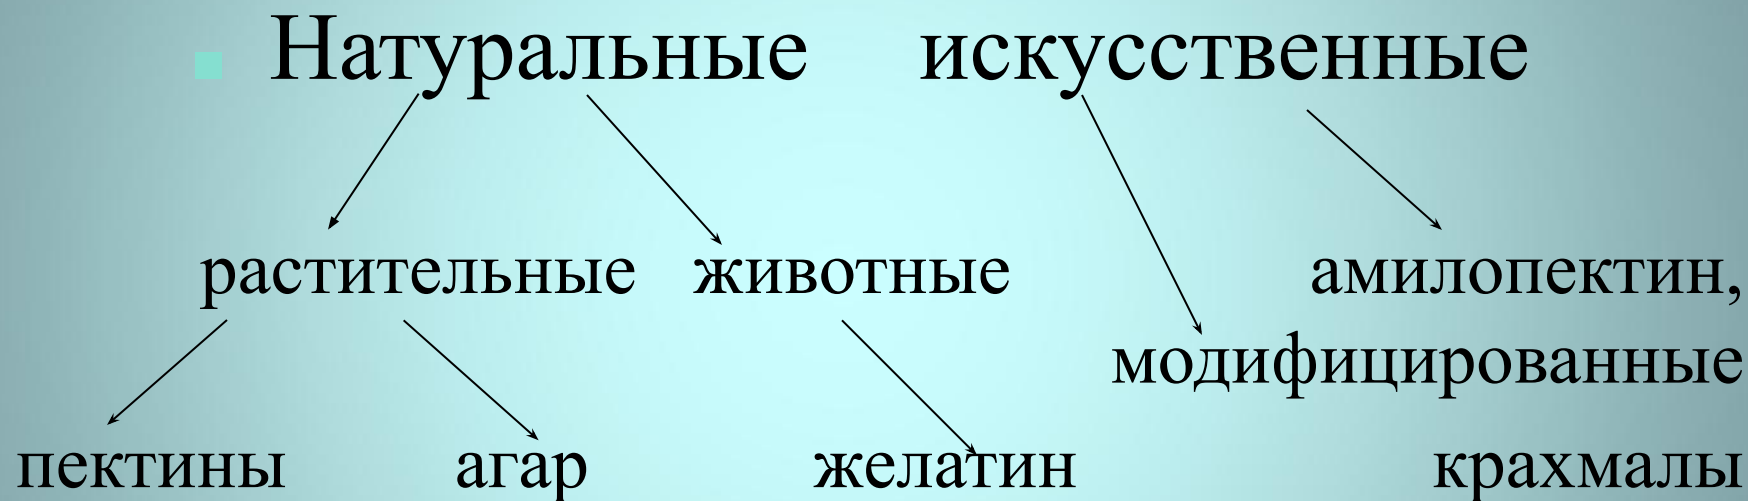 Натуральные искусственные
растительные животные амилопектин,
модифицированные
пектины агар желатин крахмалы